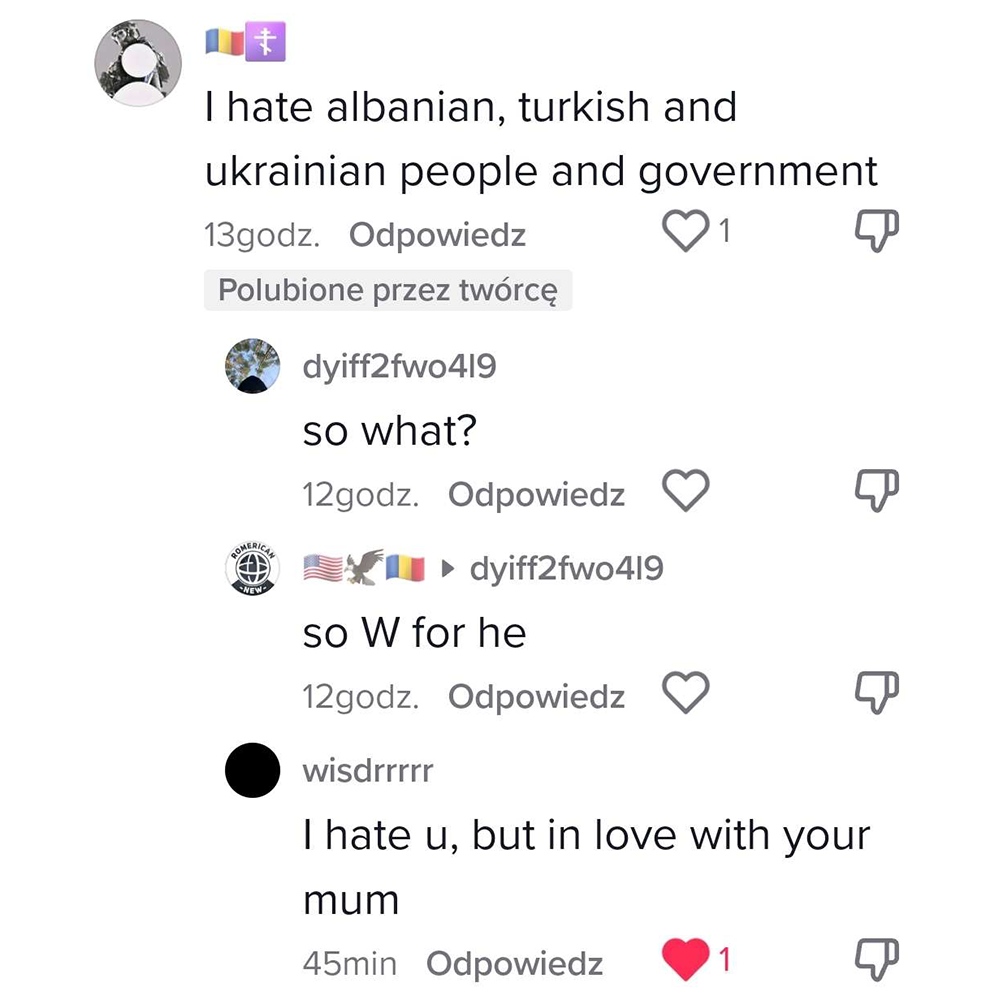 I hate albanian, turkish and
ukrainian people and government
13godz. Odpowiedz 1
Polubione przez twórcę
dyiff2fwo4l9
so what?
12godz. Odpowiedz
ROMERICAN
-NEW-
dyiff2fwo4l9
so W for he
12godz. Odpowiedz
wisdrrrrr
I hate u, but in love with your
mum
45min Odpowiedz 1